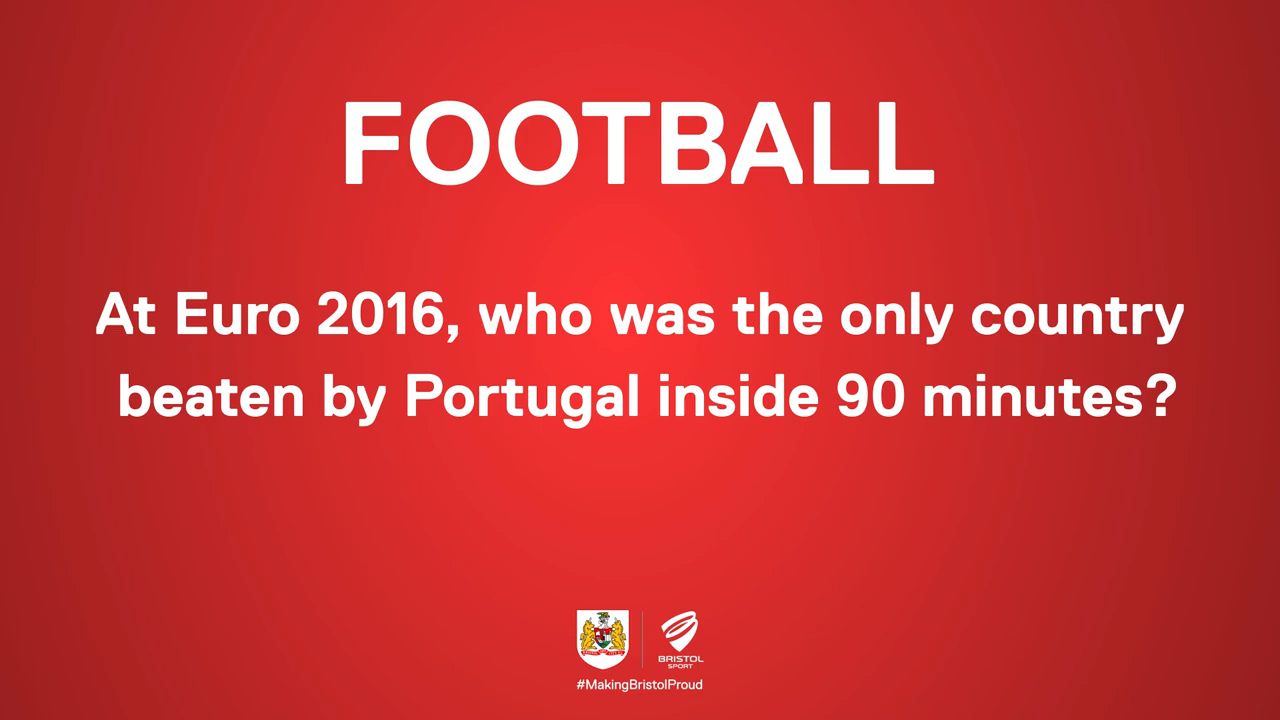 FOOTBALL
At Euro 2016, who was the only country
beaten by Portugal inside 90 minutes?
BRISTOL
SPORT
#MakingBristolProud